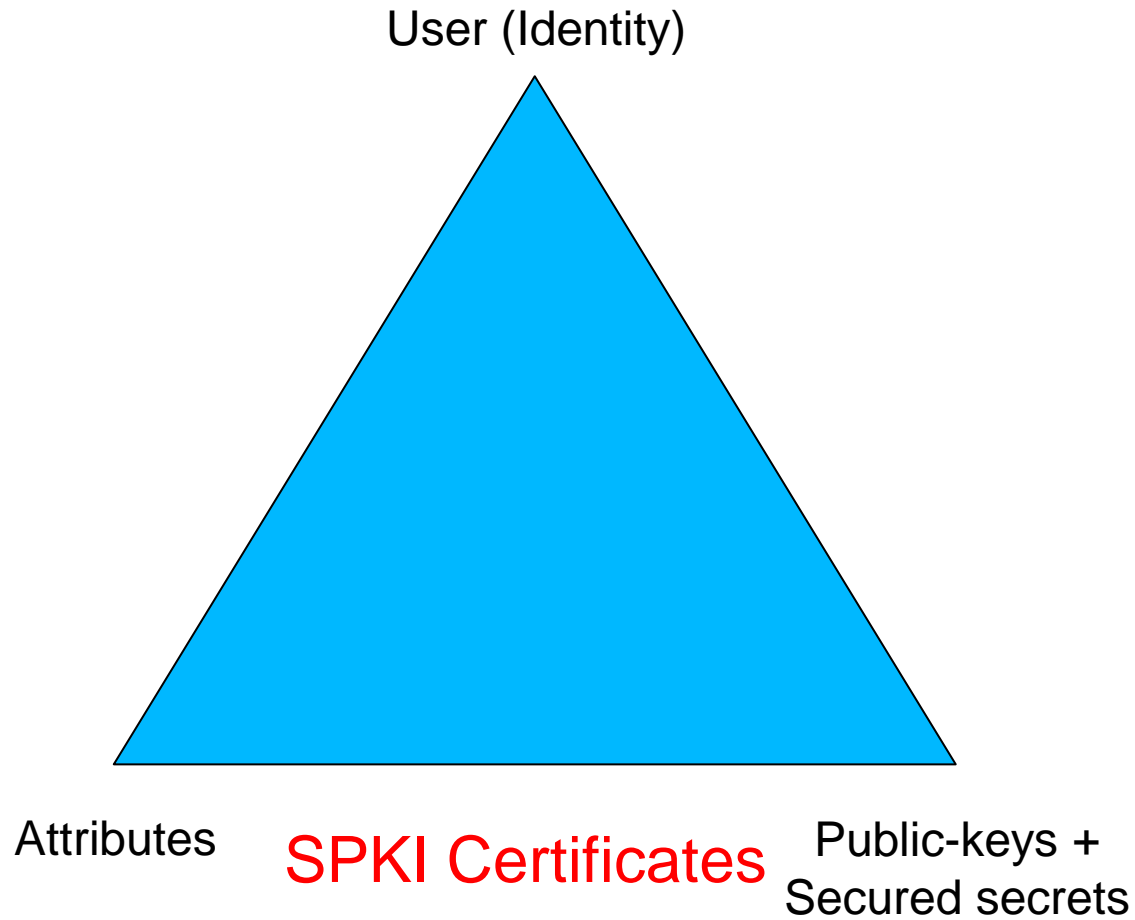 User (Identity)
Attributes
SPKI Certificates
Public-keys +
Secured secrets